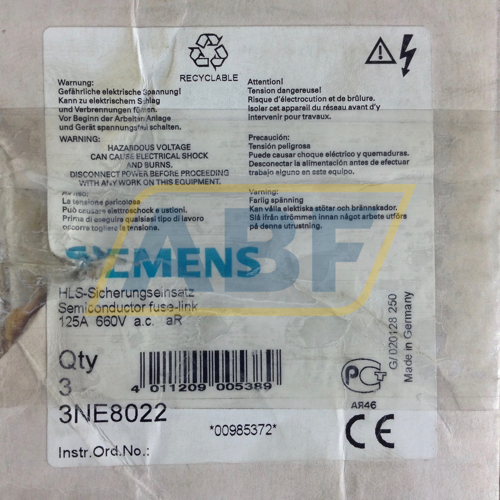 RECYCLABLE
Warnung:
Gefährliche elektrische Spannung!
Kann zu elektrischem Schlag
und Verbrennungen führen.
Vor Beginn der Arbeiten Anlage
und Gerät spannungsfrei schalten.
WARNING:
HAZARDOUS VOLTAGE
CAN CAUSE ELECTRICAL SHOCK
AND BURNS.
DISCONNECT POWER BEFORE PROCEEDING
WITH ANY WORK ON THIS EQUIPMENT.
La tensione pericolosa
Può causare elettroshock e ustioni.
Prima di eseguire qualsiasi tipo di lavoro
occorre togliere la tensione.
Attention!
Tension dangereuse!
Risque d'électrocution et de brûlure.
Isoler cet appareil du réseau avant d'y
intervenir pour travaux.
Precaución:
Tensión peligrosa
Puede causar choque eléctrico y quemaduras.
Desconectar la alimentación antes de efectuar
trabajo alguno en este equipo.
Varning:
Farlig spänning
Kan välla elektiska stötar och brännskador.
Slå ifrån strömmen innan något arbete utföra
på denna utrustning.
ABF
SIEMENS
HLS-Sicherungseinsatz
Semiconductor fuse-link
125A 660V a.c. aR
Qty
3
4 011209 005389
3NE8022
*00985372*
Instr.Ord.No.:
G/020128 250
Made in Germany
PC
АЯ46
CE